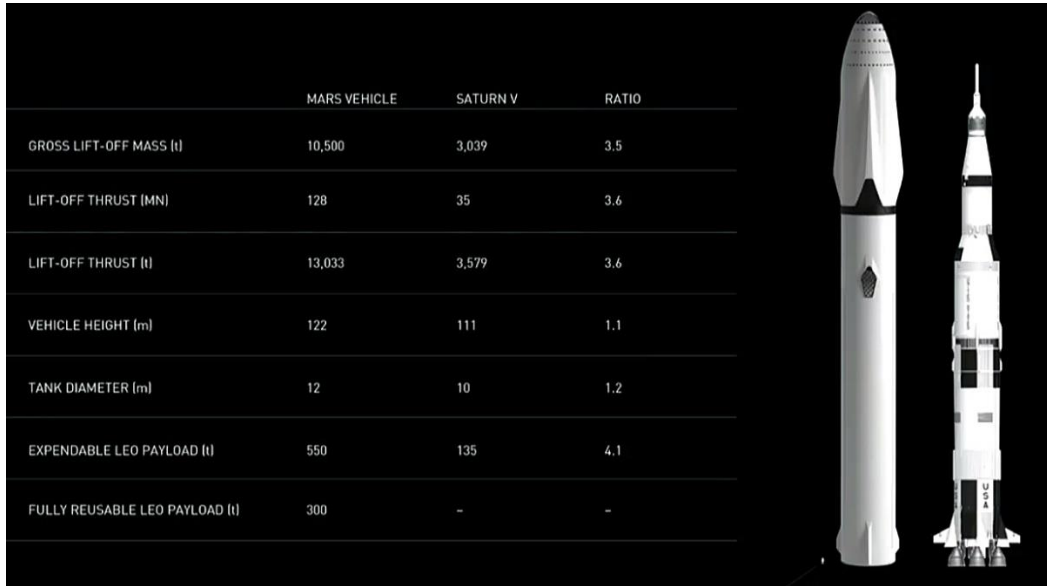 MARS VEHICLE SATURN V RATIO
GROSS LIFT-OFF MASS (t) 10,500 3,039 3.5
LIFT-OFF THRUST (MN) 128 35 3.6
LIFT-OFF THRUST (t) 13,033 3,579 3.6
VEHICLE HEIGHT (m) 122 111 1.1
TANK DIAMETER (m) 12 10 1.2
EXPENDABLE LEO PAYLOAD (t) 550 135 4.1
FULLY REUSABLE LEO PAYLOAD (t) 300 – –
USA